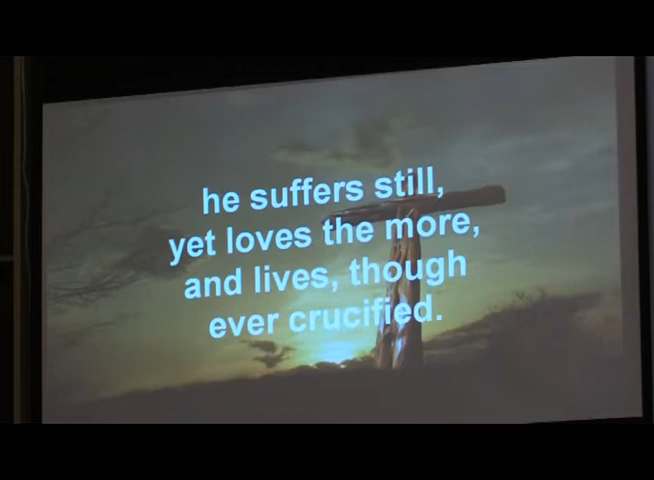 he suffers still,
yet loves the more,
and lives, though
ever crucified.